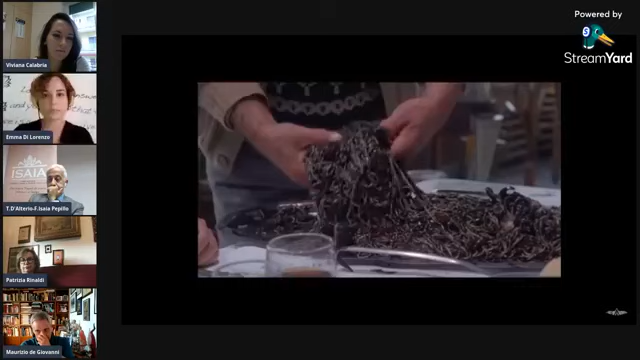 Powered by
StreamYard
Viviana Calabria
Emma Di Lorenzo
ISAIA
T.D'Alterio-F.Isaia Pepillo
Patrizia Rinaldi
Maurizio de Giovanni